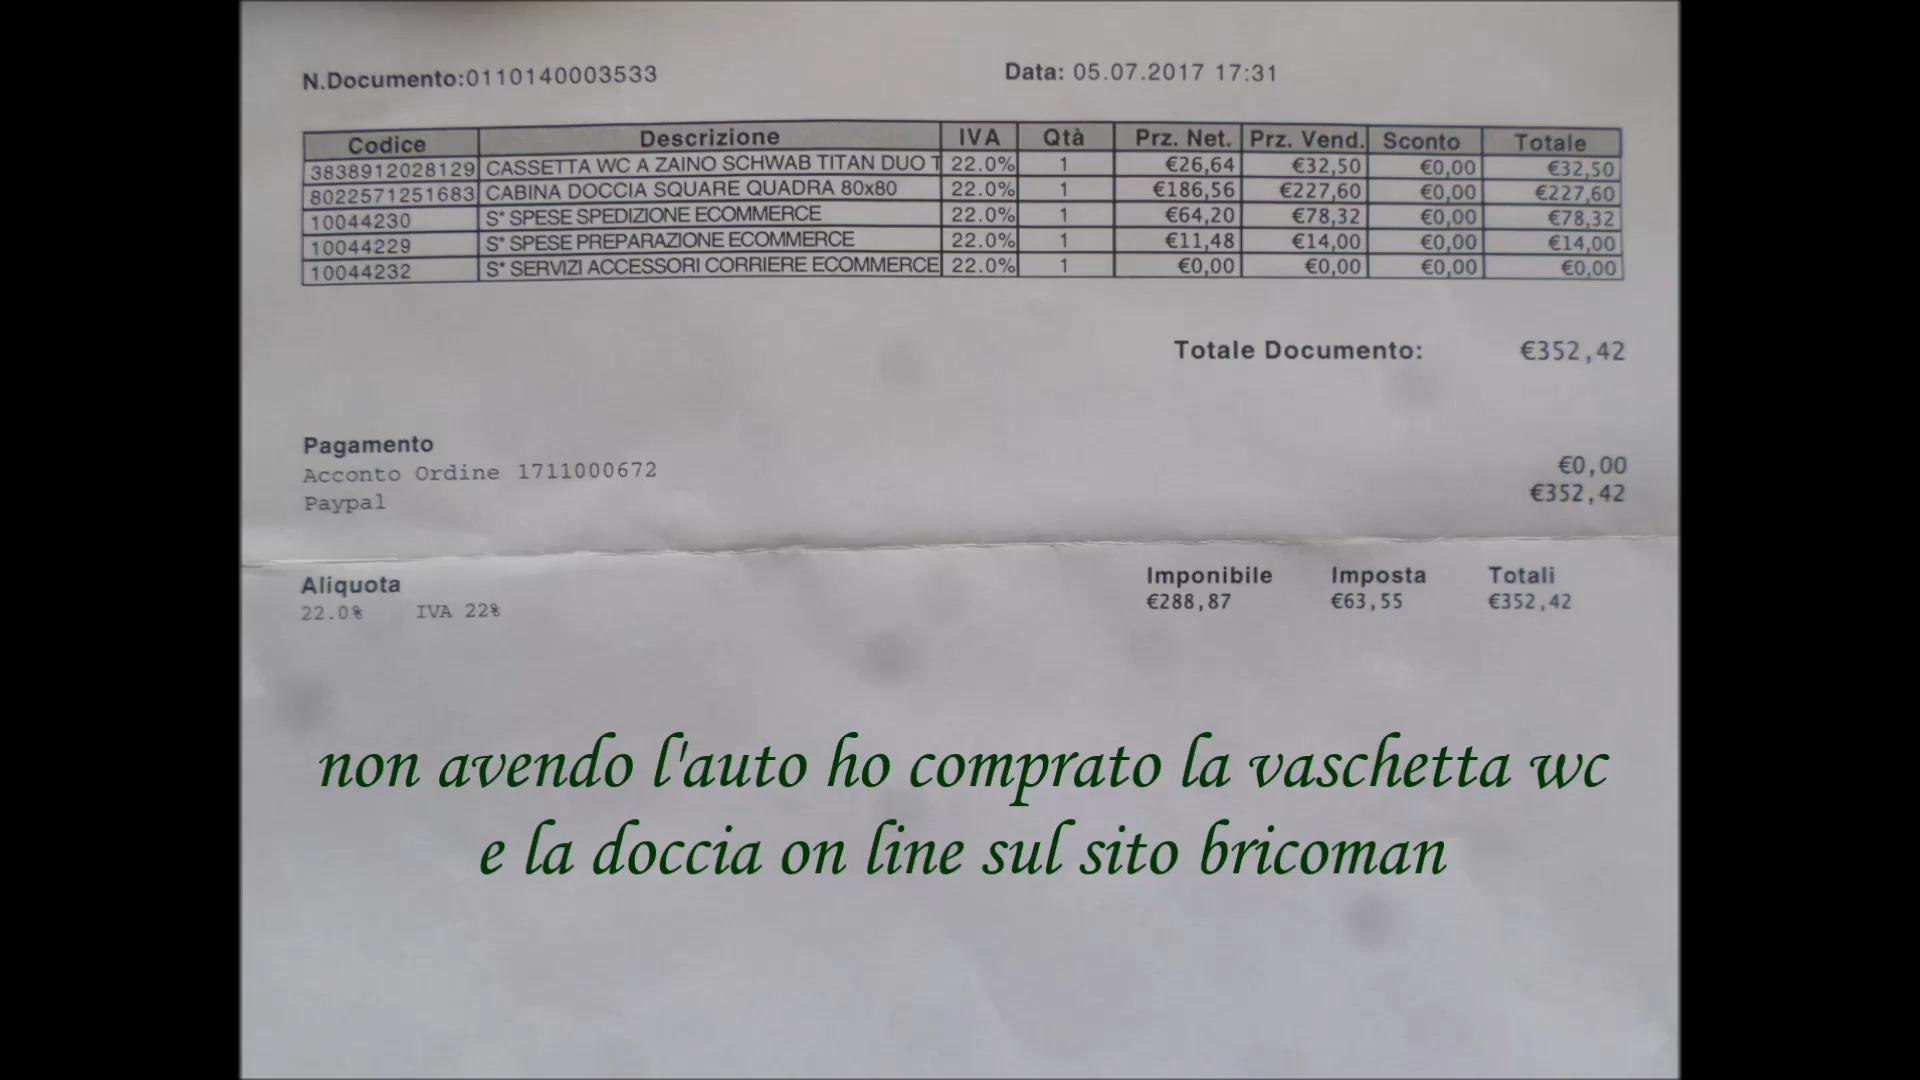 N.Documento:0110140003533 Data: 05.07.2017 17:31
Codice Descrizione IVA Qtà Prz. Net. Prz. Vend. Sconto Totale
3838912028129 CASSETTA WC A ZAINO SCHWAB TITAN DUO T 22.0% 1 €26,64 €32,50 €0,00 €32,50
8022571251683 CABINA DOCCIA SQUARE QUADRA 80x80 22.0% 1 €186,56 €227,60 €0,00 €227,60
10044230 S* SPESE SPEDIZIONE ECOMMERCE 22.0% 1 €64,20 €78,32 €0,00 €78,32
10044229 S* SPESE PREPARAZIONE ECOMMERCE 22.0% 1 €11,48 €14,00 €0,00 €14,00
10044232 S* SERVIZI ACCESSORI CORRIERE ECOMMERCE 22.0% 1 €0,00 €0,00 €0,00 €0,00
Totale Documento: €352,42
Pagamento
Acconto Ordine 1711000672 €0,00
Paypal €352,42
Aliquota Imponibile Imposta Totali
22.0% IVA 22% €288,87 €63,55 €352,42
non avendo l'auto ho comprato la vaschetta wc
e la doccia on line sul sito bricoman